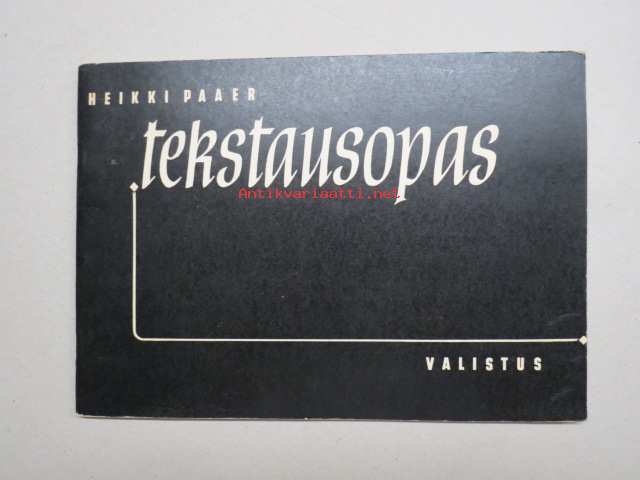 HEIKKI PAAER
tekstausopas
Antikvariaatti.net
VALISTUS